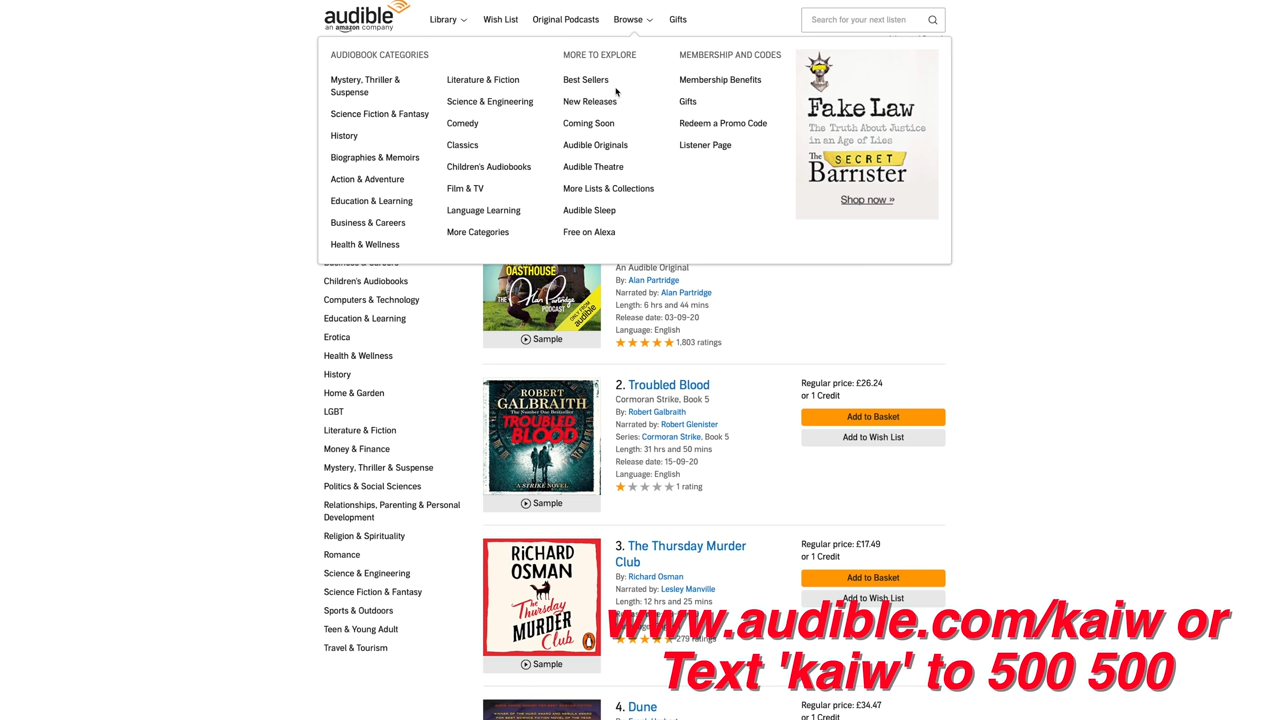 audible
an amazon company
Library
Wish List
Original Podcasts
Browse
Gifts
Search for your next listen
AUDIOBOOK CATEGORIES
Mystery, Thriller &
Suspense
Science Fiction & Fantasy
History
Biographies & Memoirs
Action & Adventure
Education & Learning
Business & Careers
Health & Wellness
Literature & Fiction
Science & Engineering
Comedy
Classics
Children's Audiobooks
Film & TV
Language Learning
More Categories
MORE TO EXPLORE
Best Sellers
New Releases
Coming Soon
Audible Originals
Audible Theatre
More Lists & Collections
Audible Sleep
Free on Alexa
MEMBERSHIP AND CODES
Membership Benefits
Gifts
Redeem a Promo Code
Listener Page
Fake Law
The Truth About Justice
in an Age of Lies
The SECRET
Barrister
Shop now »
Children's Audiobooks
Computers & Technology
Education & Learning
Erotica
Health & Wellness
History
Home & Garden
LGBT
Literature & Fiction
Money & Finance
Mystery, Thriller & Suspense
Politics & Social Sciences
Relationships, Parenting & Personal
Development
Religion & Spirituality
Romance
Science & Engineering
Science Fiction & Fantasy
Sports & Outdoors
Teen & Young Adult
Travel & Tourism
OASTHOUSE
THE Alan Partridge
PODCAST
ONLY FROM
audible
Sample
An Audible Original
By: Alan Partridge
Narrated by: Alan Partridge
Length: 6 hrs and 44 mins
Release date: 03-09-20
Language: English
1,803 ratings
ROBERT
GALBRAITH
TROUBLED
BLOOD
A STRIKE NOVEL
Sample
2. Troubled Blood
Cormoran Strike, Book 5
By: Robert Galbraith
Narrated by: Robert Glenister
Series: Cormoran Strike, Book 5
Length: 31 hrs and 50 mins
Release date: 15-09-20
Language: English
1 rating
Regular price: £26.24
or 1 Credit
Add to Basket
Add to Wish List
RICHARD
OSMAN
The
Thursday
MURDER
Club
Sample
3. The Thursday Murder
Club
By: Richard Osman
Narrated by: Lesley Manville
Length: 12 hrs and 25 mins
279 ratings
Regular price: £17.49
or 1 Credit
Add to Basket
Add to Wish List
www.audible.com/kaiw or
Text 'kaiw' to 500 500
4. Dune
Regular price: £34.47